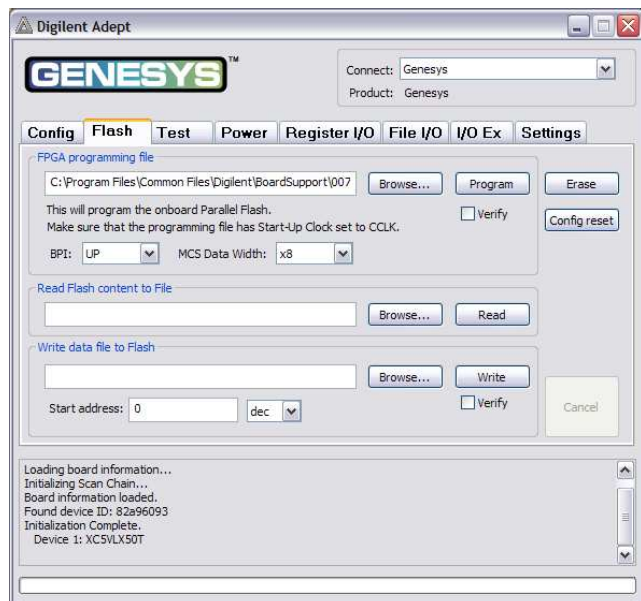 Digilent Adept
GENESYS™
Connect: Genesys
Product: Genesys
Config Flash Test Power Register I/O File I/O I/O Ex Settings
FPGA programming file
C:\Program Files\Common Files\Digilent\BoardSupport\007 Browse... Program Erase
This will program the onboard Parallel Flash. Verify
Make sure that the programming file has Start-Up Clock set to CCLK. Config reset
BPI: UP MCS Data Width: x8
Read Flash content to File
Browse... Read
Write data file to Flash
Browse... Write
Start address: 0 dec Verify Cancel
Loading board information...
Initializing Scan Chain...
Board information loaded.
Found device ID: 82a96093
Initialization Complete.
Device 1: XC5VLX50T